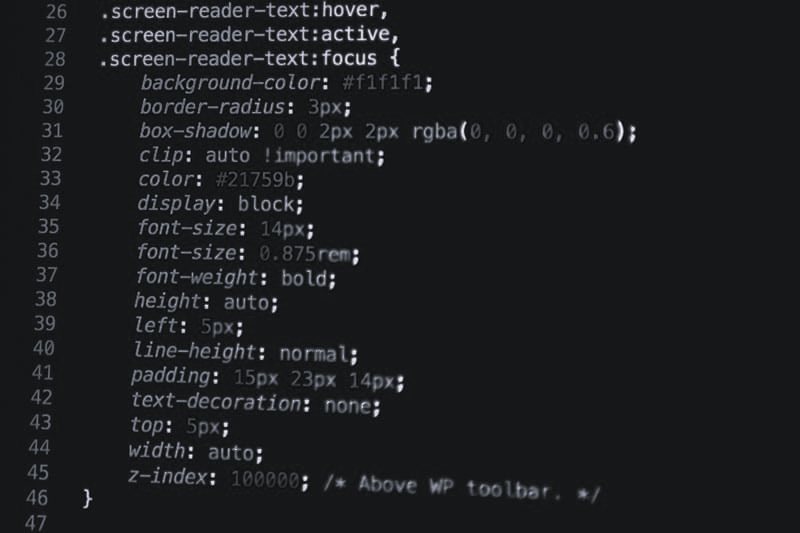 26 .screen-reader-text:hover,
27 .screen-reader-text:active,
28 .screen-reader-text:focus {
29 background-color: #f1f1f1;
30 border-radius: 3px;
31 box-shadow: 0 0 2px 2px rgba(0, 0, 0, 0.6);
32 clip: auto !important;
33 color: #21759b;
34 display: block;
35 font-size: 14px;
36 font-size: 0.875rem;
37 font-weight: bold;
38 height: auto;
39 left: 5px;
40 line-height: normal;
41 padding: 15px 23px 14px;
42 text-decoration: none;
43 top: 5px;
44 width: auto;
45 z-index: 100000; /* Above WP toolbar. */
46 }
47